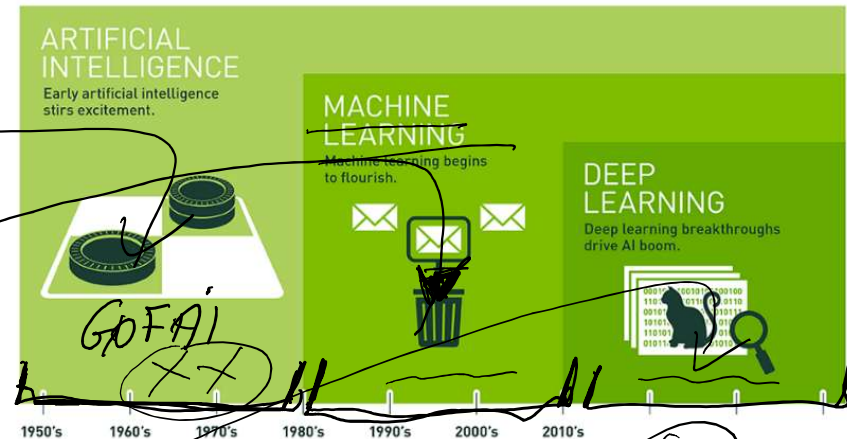 ARTIFICIAL
INTELLIGENCE
Early artificial intelligence
stirs excitement.
MACHINE
LEARNING
Machine learning begins
to flourish.
DEEP
LEARNING
Deep learning breakthroughs
drive AI boom.
GOFAI
XX
1950's 1960's 1970's 1980's 1990's 2000's 2010's